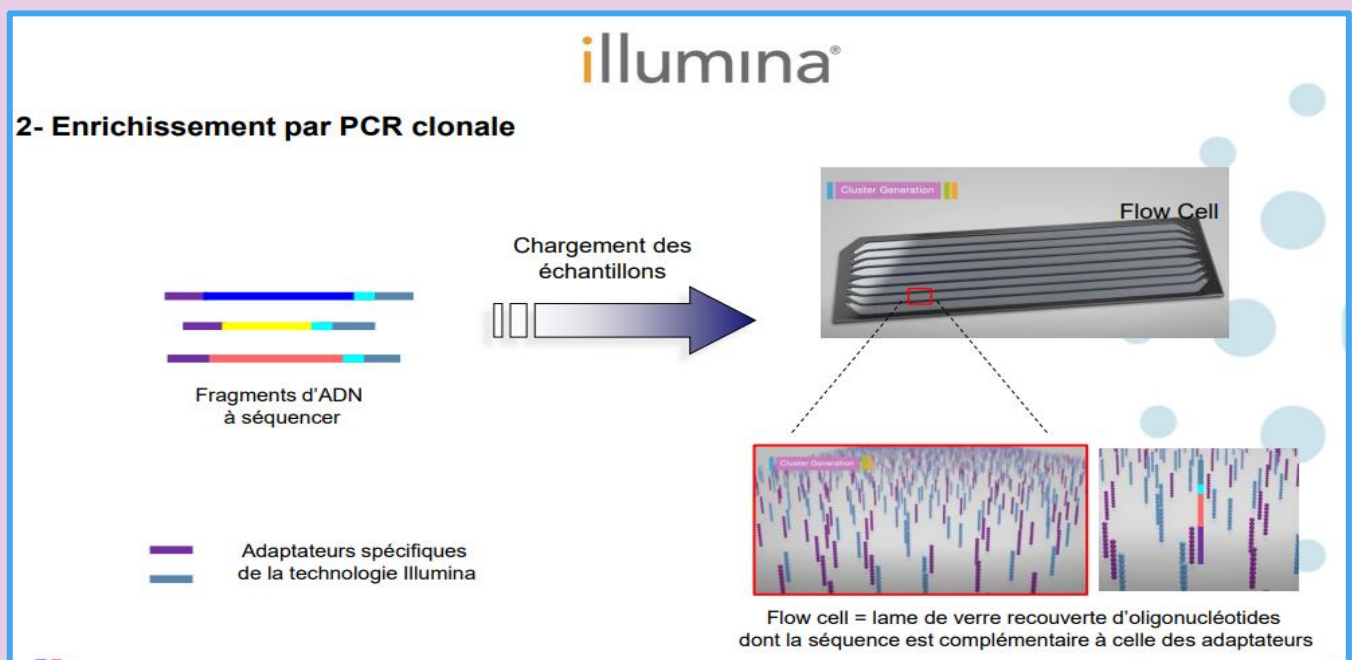 illumina®
2- Enrichissement par PCR clonale
Cluster Generation
Flow Cell
Chargement des
échantillons
Fragments d'ADN
à séquencer
Cluster Generation
Adaptateurs spécifiques
de la technologie Illumina
Flow cell = lame de verre recouverte d'oligonucléotides
dont la séquence est complémentaire à celle des adaptateurs